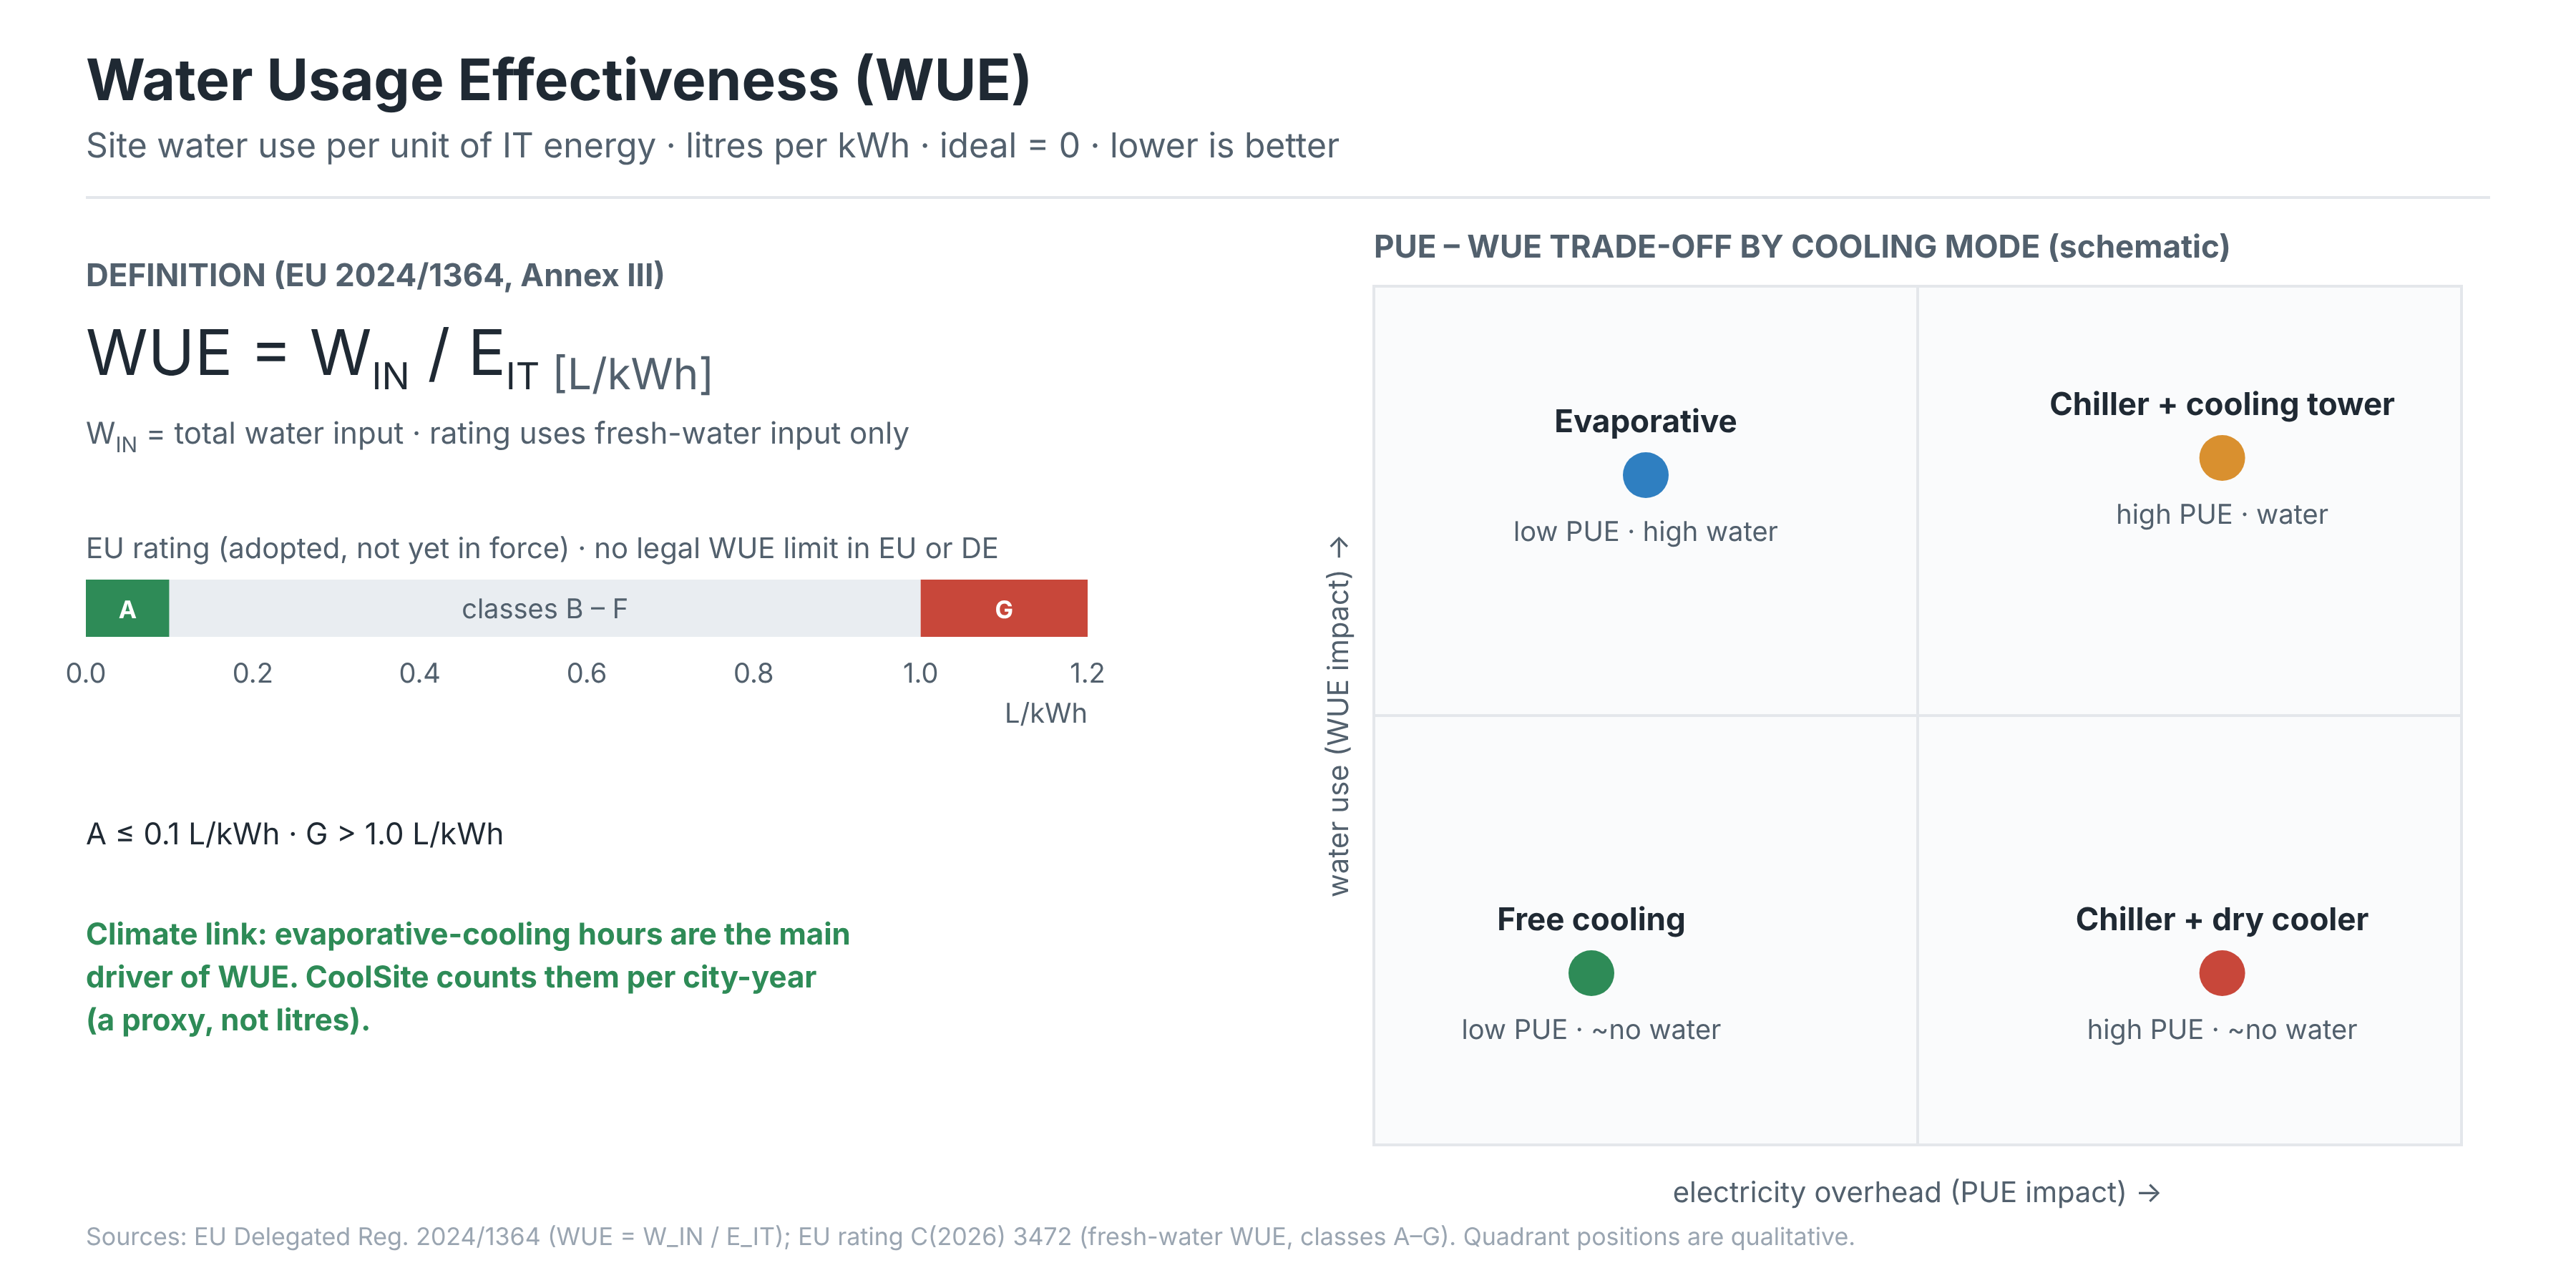 Water Usage Effectiveness (WUE)
Site water use per unit of IT energy · litres per kWh · ideal = 0 · lower is better
DEFINITION (EU 2024/1364, Annex III)
WUE = W_IN / E_IT [L/kWh]
W_IN = total water input · rating uses fresh-water input only
EU rating (adopted, not yet in force) · no legal WUE limit in EU or DE
A classes B – F G
0.0 0.2 0.4 0.6 0.8 1.0 1.2
L/kWh
A ≤ 0.1 L/kWh · G > 1.0 L/kWh
Climate link: evaporative-cooling hours are the main
driver of WUE. CoolSite counts them per city-year
(a proxy, not litres).
PUE – WUE TRADE-OFF BY COOLING MODE (schematic)
water use (WUE impact) →
Evaporative
low PUE · high water
Chiller + cooling tower
high PUE · water
Free cooling
low PUE · ~no water
Chiller + dry cooler
high PUE · ~no water
electricity overhead (PUE impact) →
Sources: EU Delegated Reg. 2024/1364 (WUE = W_IN / E_IT); EU rating C(2026) 3472 (fresh-water WUE, classes A–G). Quadrant positions are qualitative.